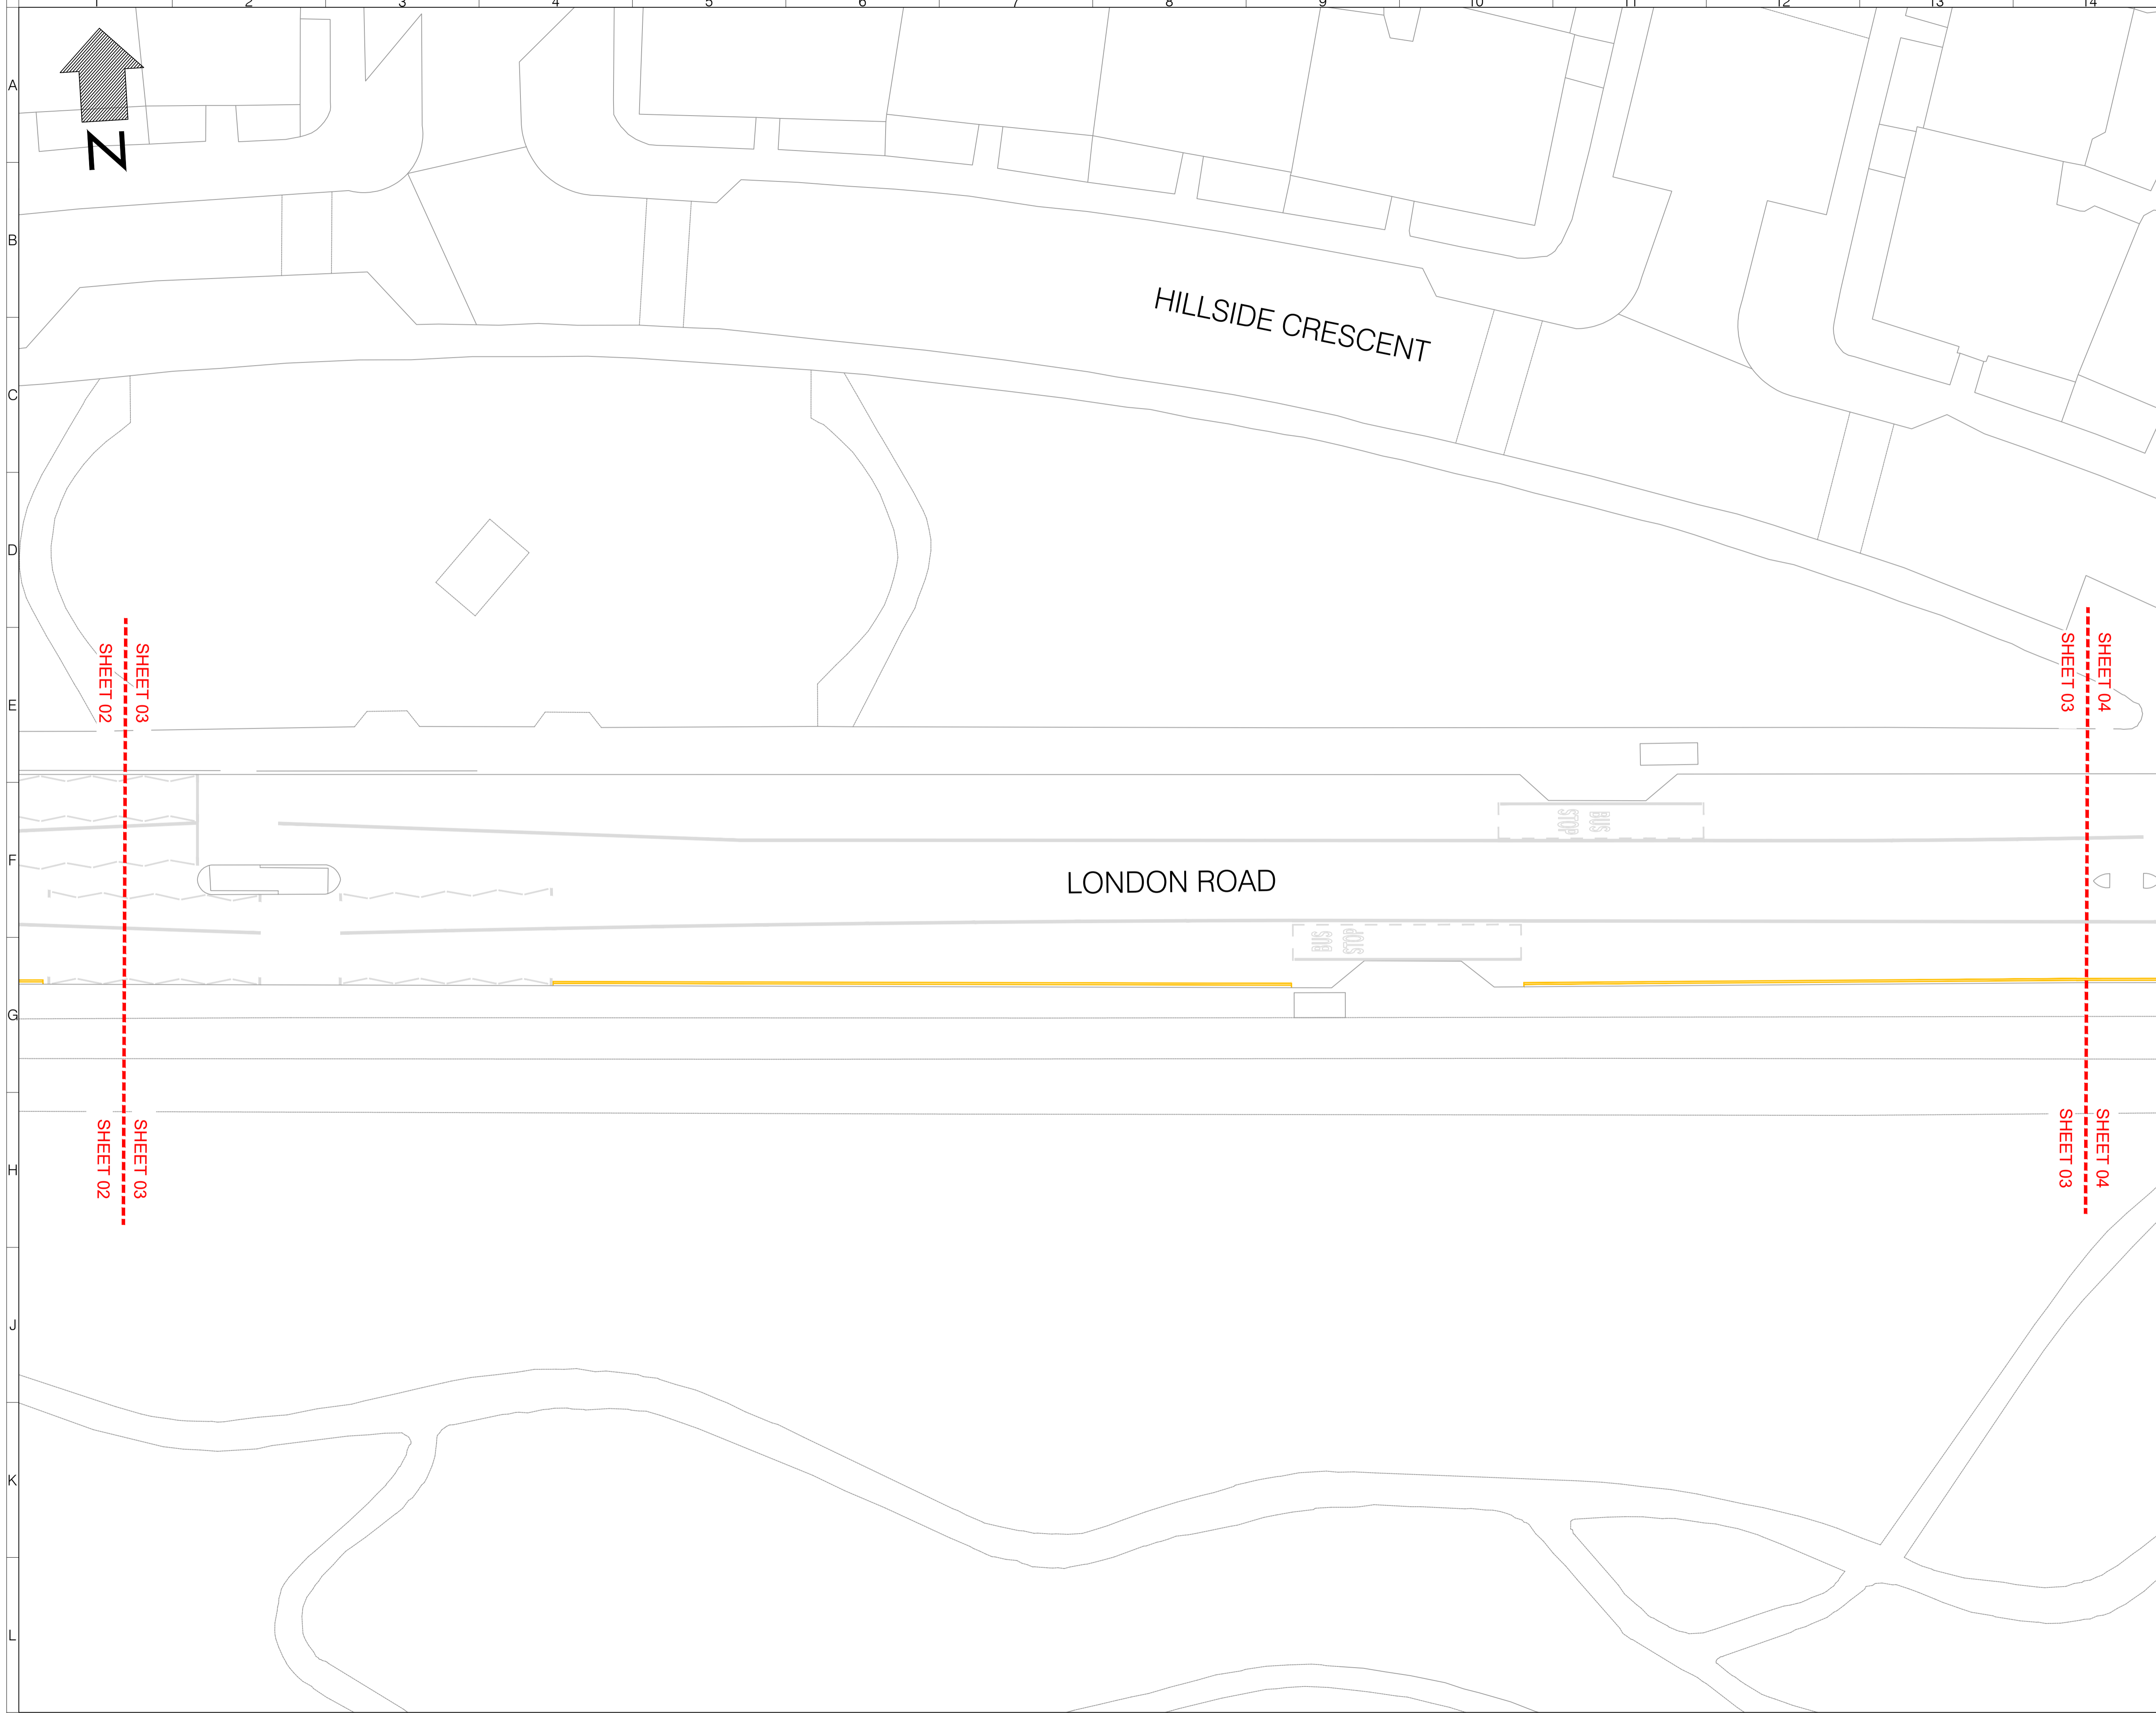 1 2 3 4 5 6 7 8 9 10 11 12 13 14
A
N
B
HILLSIDE CRESCENT
C
D
SHEET 02
SHEET 03
SHEET 03
SHEET 04
E
BUS
STOP
F
LONDON ROAD
BUS
STOP
G
SHEET 02
SHEET 03
SHEET 03
SHEET 04
H
J
K
L